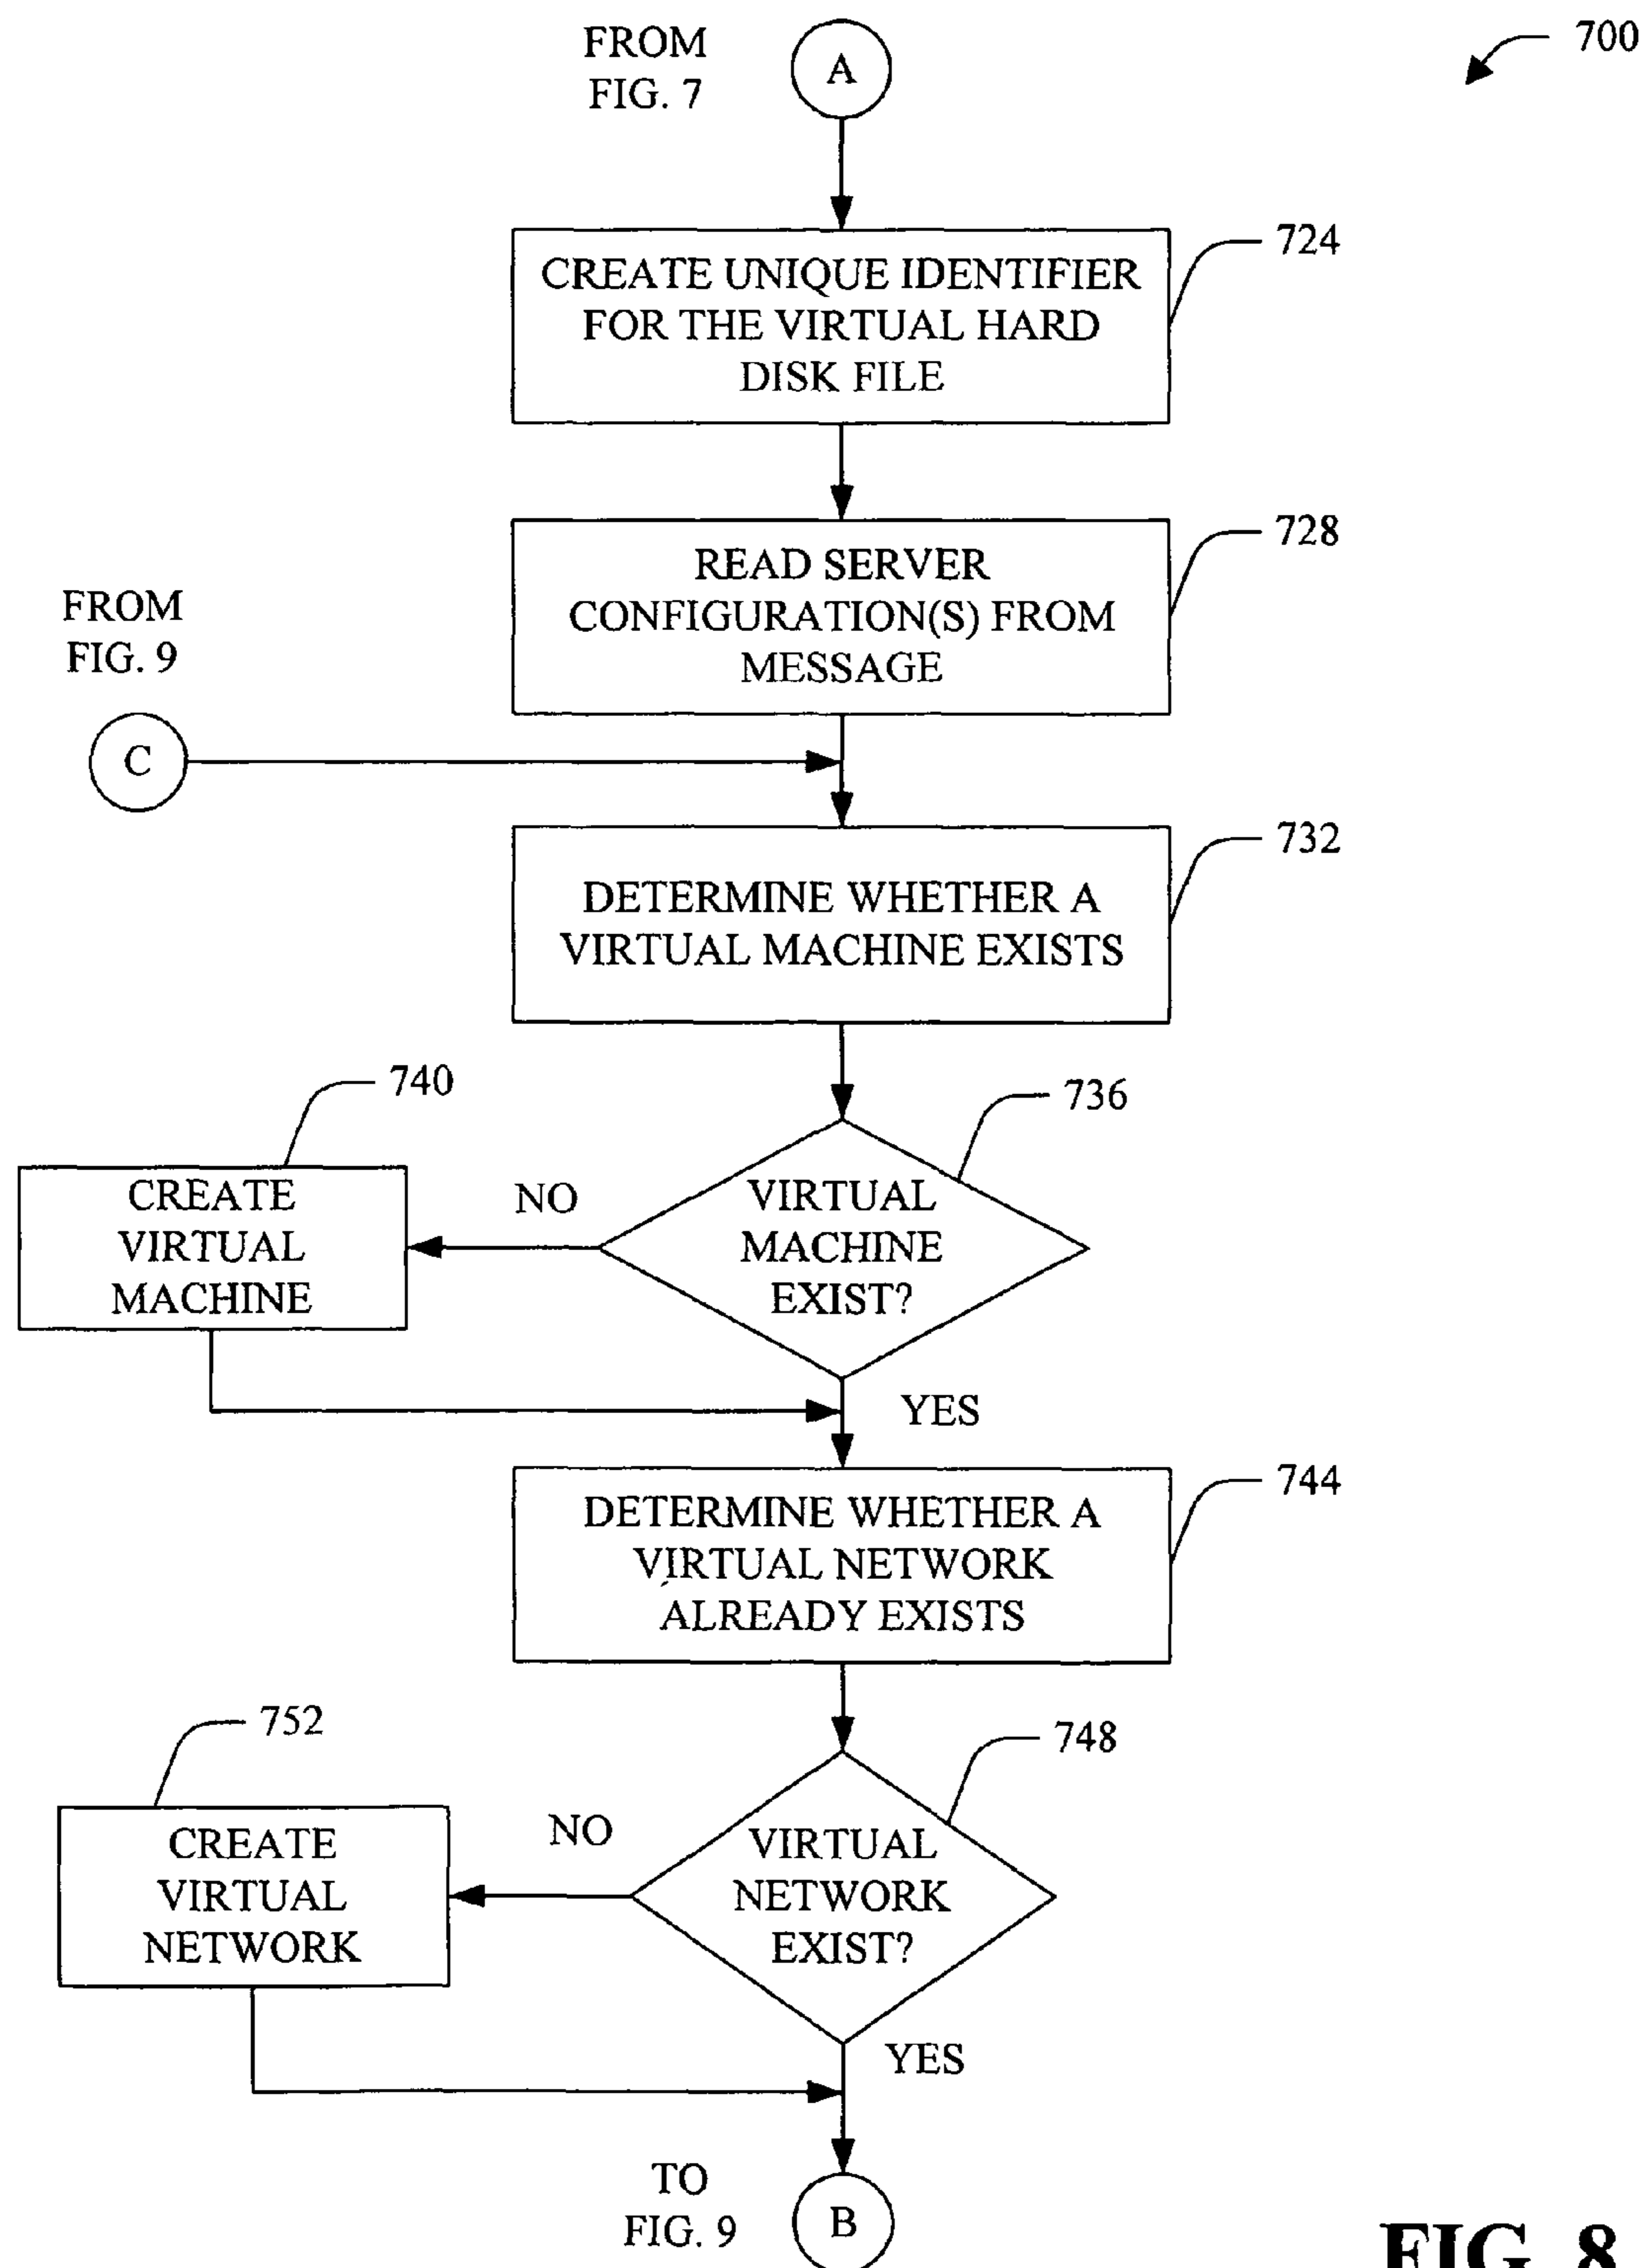 FROM
FIG. 7
A
700
CREATE UNIQUE IDENTIFIER
FOR THE VIRTUAL HARD
DISK FILE
724
READ SERVER
CONFIGURATION(S) FROM
MESSAGE
728
FROM
FIG. 9
C
DETERMINE WHETHER A
VIRTUAL MACHINE EXISTS
732
740
736
CREATE
VIRTUAL
MACHINE
NO
VIRTUAL
MACHINE
EXIST?
YES
DETERMINE WHETHER A
VIRTUAL NETWORK
ALREADY EXISTS
744
752
748
CREATE
VIRTUAL
NETWORK
NO
VIRTUAL
NETWORK
EXIST?
YES
TO
FIG. 9
B
FIG. 8